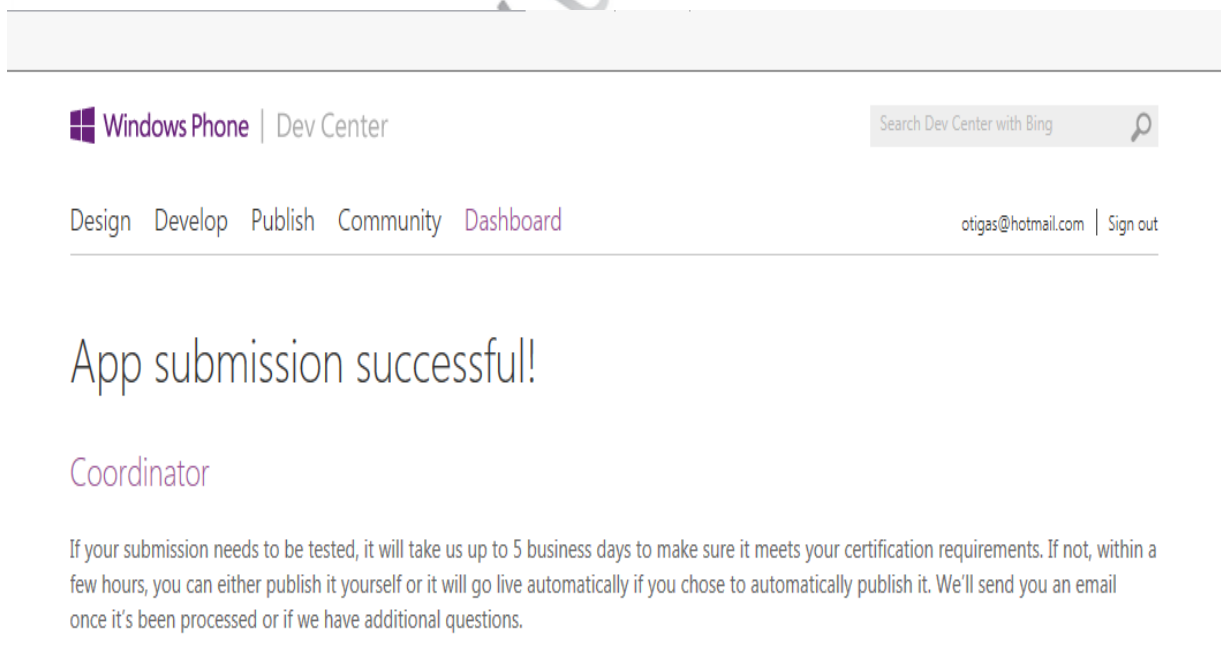 Windows Phone | Dev Center
Search Dev Center with Bing
Design Develop Publish Community Dashboard
otigas@hotmail.com | Sign out
App submission successful!
Coordinator
If your submission needs to be tested, it will take us up to 5 business days to make sure it meets your certification requirements. If not, within a
few hours, you can either publish it yourself or it will go live automatically if you chose to automatically publish it. We'll send you an email
once it's been processed or if we have additional questions.